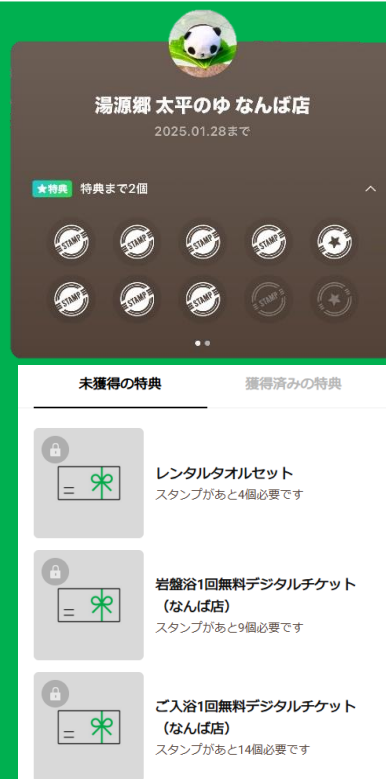 湯源郷 太平のゆ なんば店
2025.01.28まで
★特典 特典まで2個
STAMP STAMP STAMP STAMP
STAMP STAMP STAMP STAMP
未獲得の特典 獲得済みの特典
レンタルタオルセット
スタンプがあと4個必要です
岩盤浴1回無料デジタルチケット
（なんば店）
スタンプがあと9個必要です
ご入浴1回無料デジタルチケット
（なんば店）
スタンプがあと14個必要です